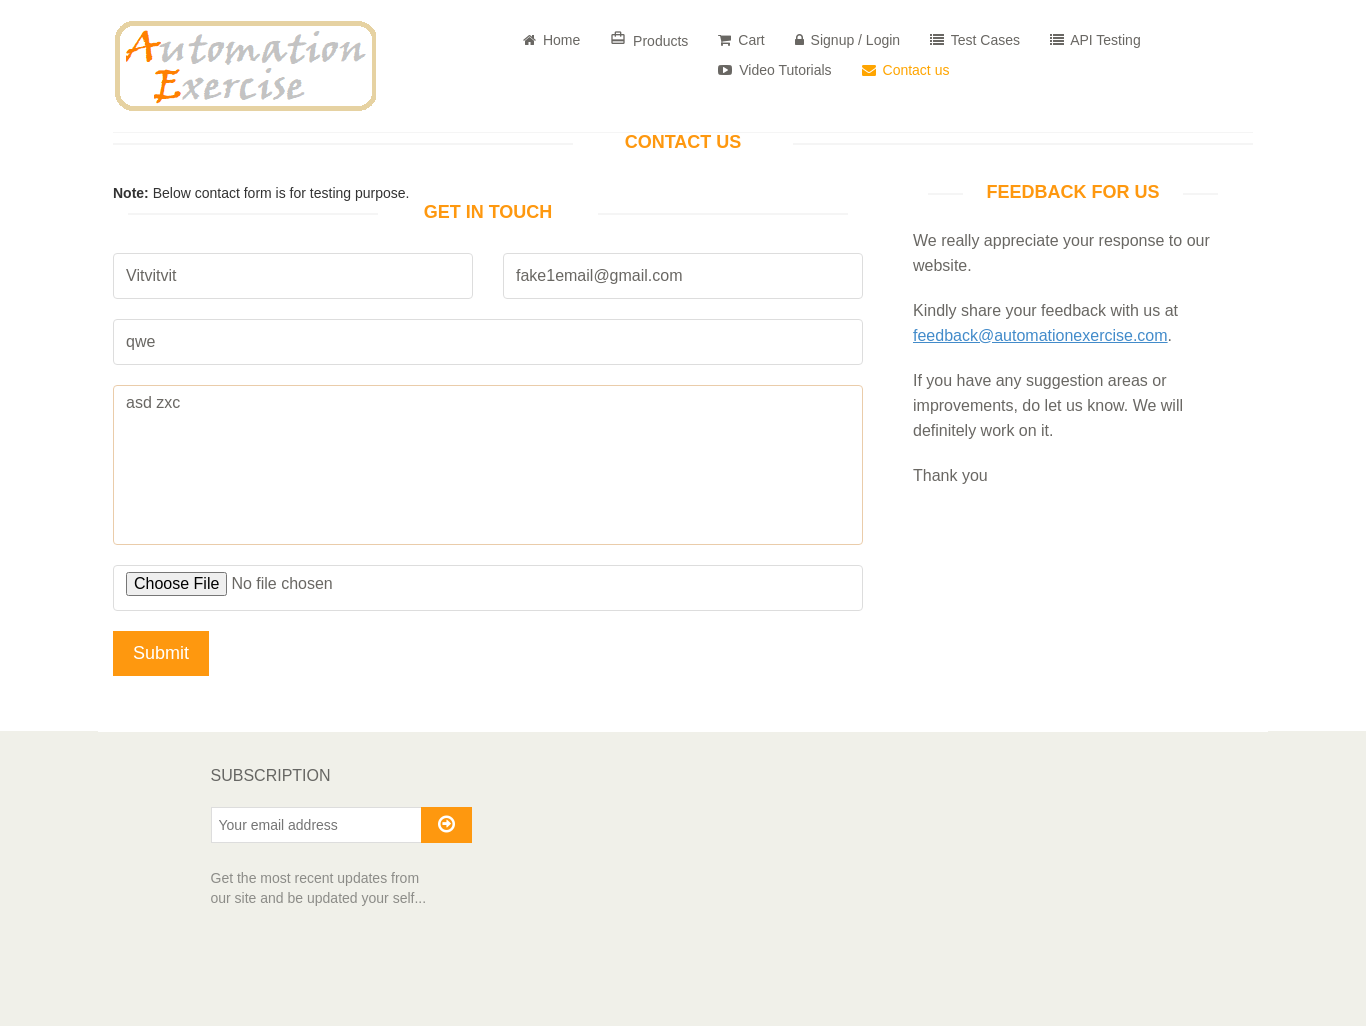 Automation
Exercise
Home
Products
Cart
Signup / Login
Test Cases
API Testing
Video Tutorials
Contact us
CONTACT US
Note: Below contact form is for testing purpose.
GET IN TOUCH
Vitvitvit
fake1email@gmail.com
qwe
asd zxc
Choose File No file chosen
Submit
FEEDBACK FOR US
We really appreciate your response to our
website.
Kindly share your feedback with us at
feedback@automationexercise.com.
If you have any suggestion areas or
improvements, do let us know. We will
definitely work on it.
Thank you
SUBSCRIPTION
Your email address
Get the most recent updates from
our site and be updated your self...